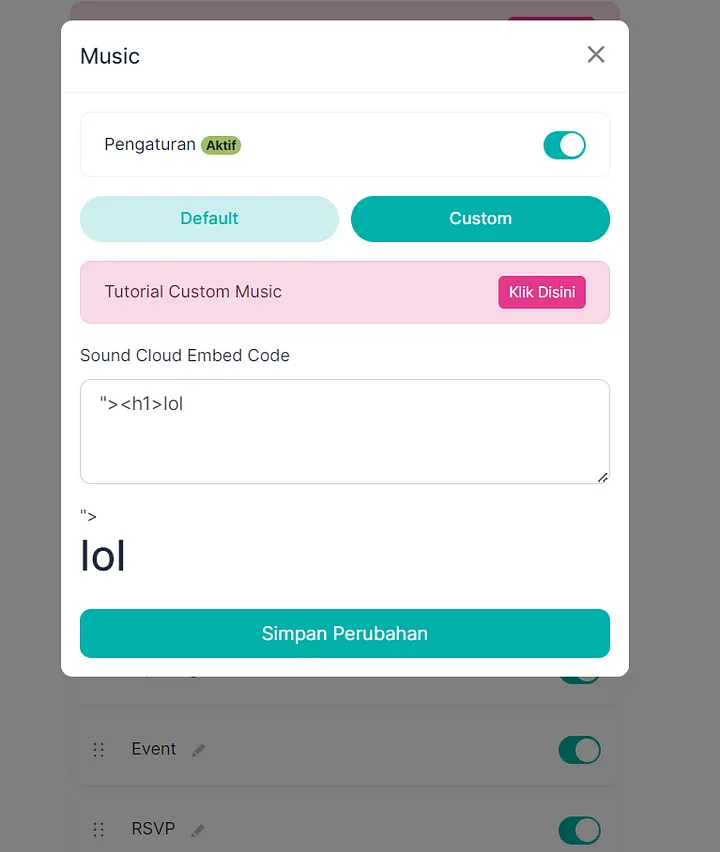 Music
Pengaturan Aktif
Default
Custom
Tutorial Custom Music
Klik Disini
Sound Cloud Embed Code
"><h1>lol
">
lol
Simpan Perubahan
Event
RSVP